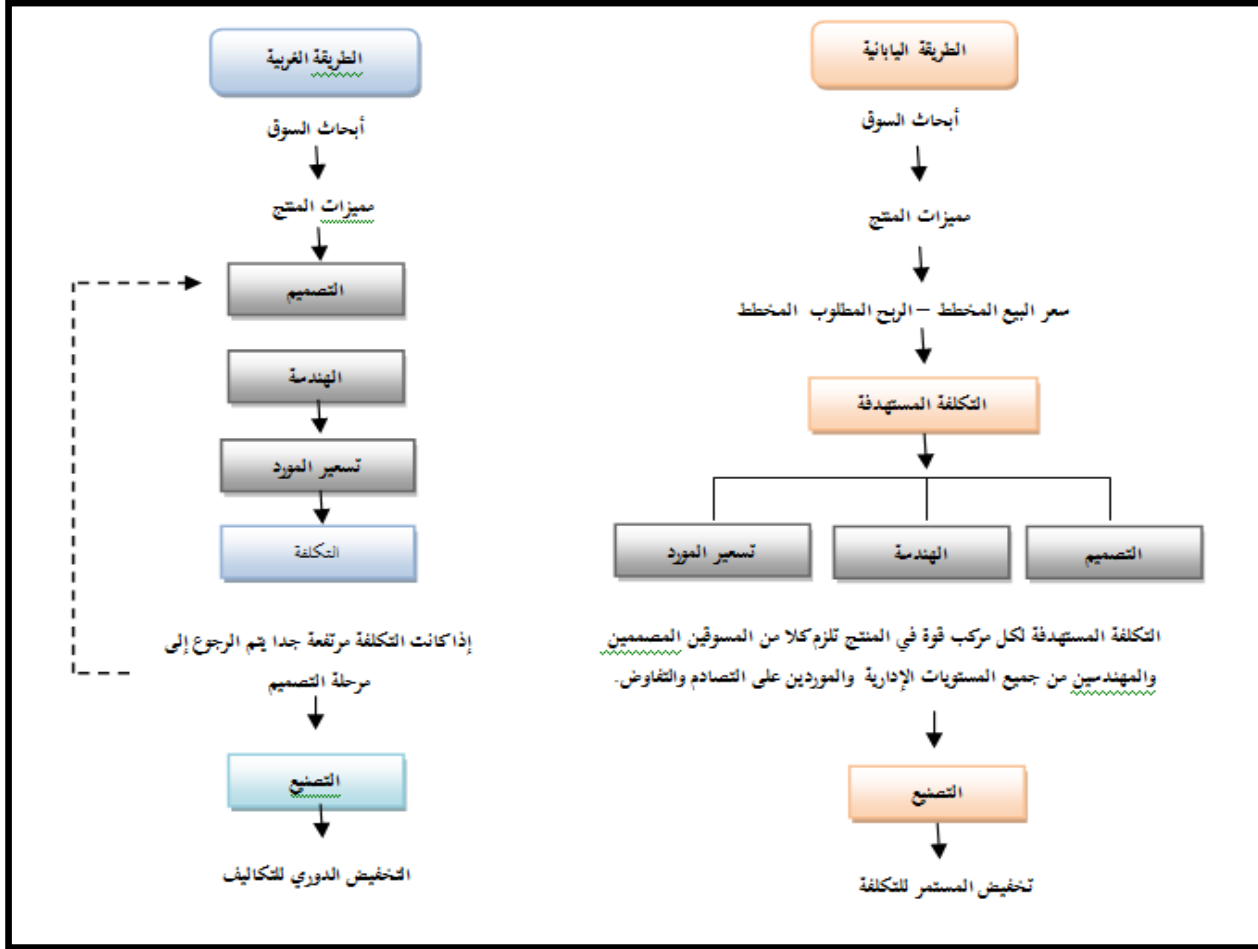 الطريقة اليابانية
أبحاث السوق
مميزات المنتج
سعر البيع المخطط – الربح المطلوب المخطط
التكلفة المستهدفة
التصميم
الهندسة
تسعير المورد
التكلفة المستهدفة لكل مركب قوة في المنتج تلزم كلا من المسوقين المصممين
والمهندسين من جميع المستويات الإدارية والموردين على التصادم والتفاوض.
التصنيع
تخفيض المستمر للتكلفة
الطريقة الغربية
أبحاث السوق
مميزات المنتج
التصميم
الهندسة
تسعير المورد
التكلفة
إذا كانت التكلفة مرتفعة جدا يتم الرجوع إلى
مرحلة التصميم
التصنيع
التخفيض الدوري للتكاليف